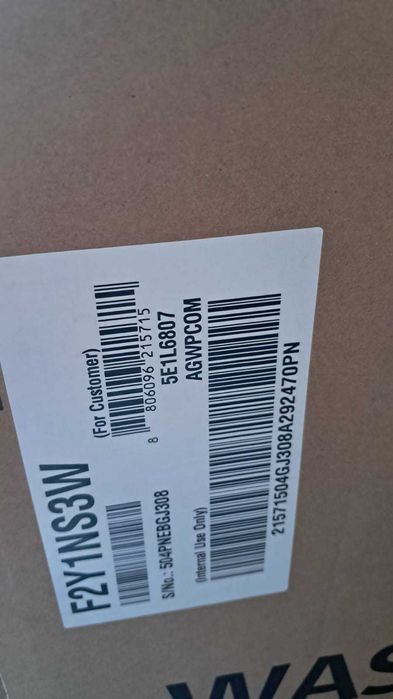 F2Y1NS3W
(For Customer)
8 806096 215715
S/No.: 504PNEBGJ308
5E1L6807
AGWPCOM
(Internal Use Only)
21571504GJ308A292470PN
WAS